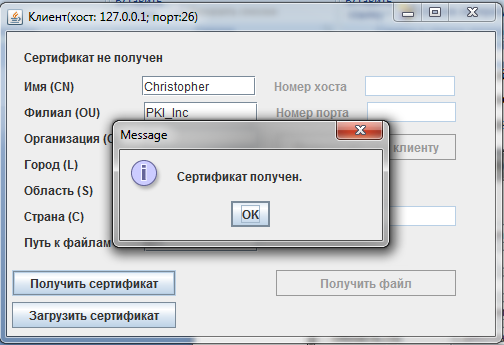 Клиент(хост: 127.0.0.1; порт:26)
Сертификат не получен
Имя (CN) Christopher Номер хоста
Филиал (OU) PKI_Inc Номер порта
Message
Организация ( клиенту
Город (L)
Сертификат получен.
Область (S)
OK
Страна (C)
Путь к файлам
Получить сертификат Получить файл
Загрузить сертификат